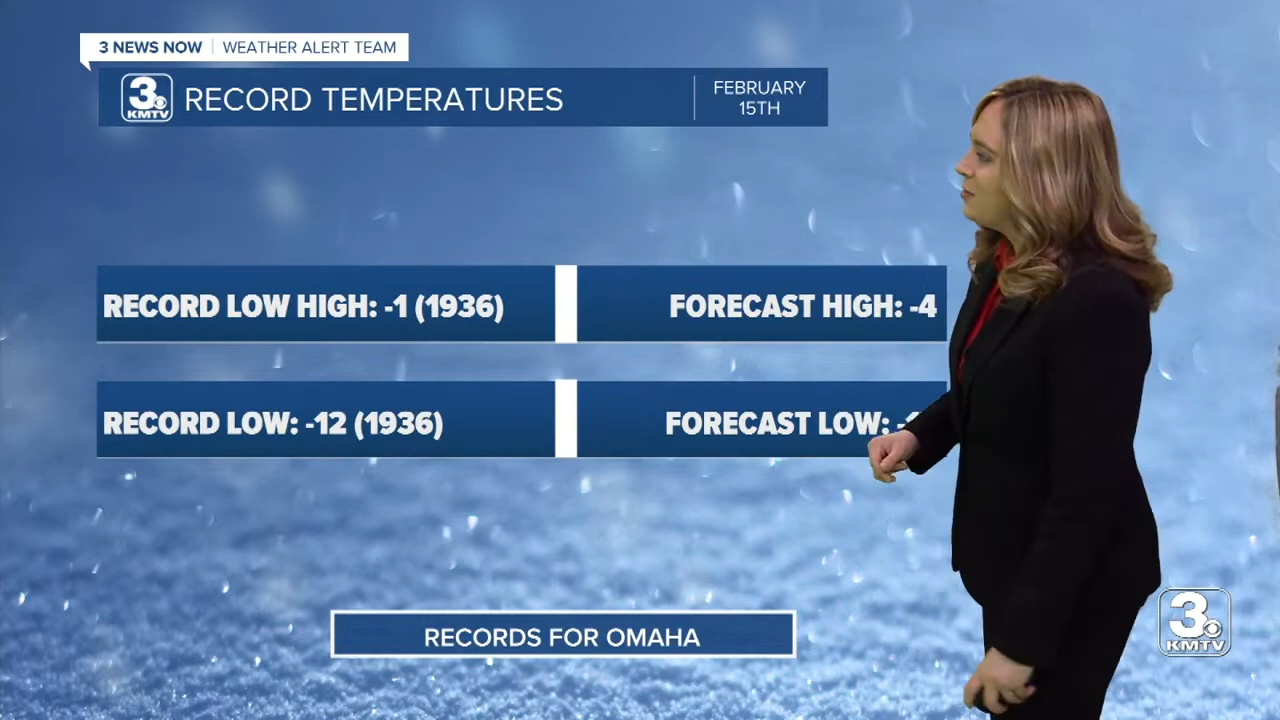 3 NEWS NOW | WEATHER ALERT TEAM
3 KMTV RECORD TEMPERATURES
FEBRUARY
15TH
RECORD LOW HIGH: -1 (1936)
FORECAST HIGH: -4
RECORD LOW: -12 (1936)
FORECAST LOW:
RECORDS FOR OMAHA
3
KMTV